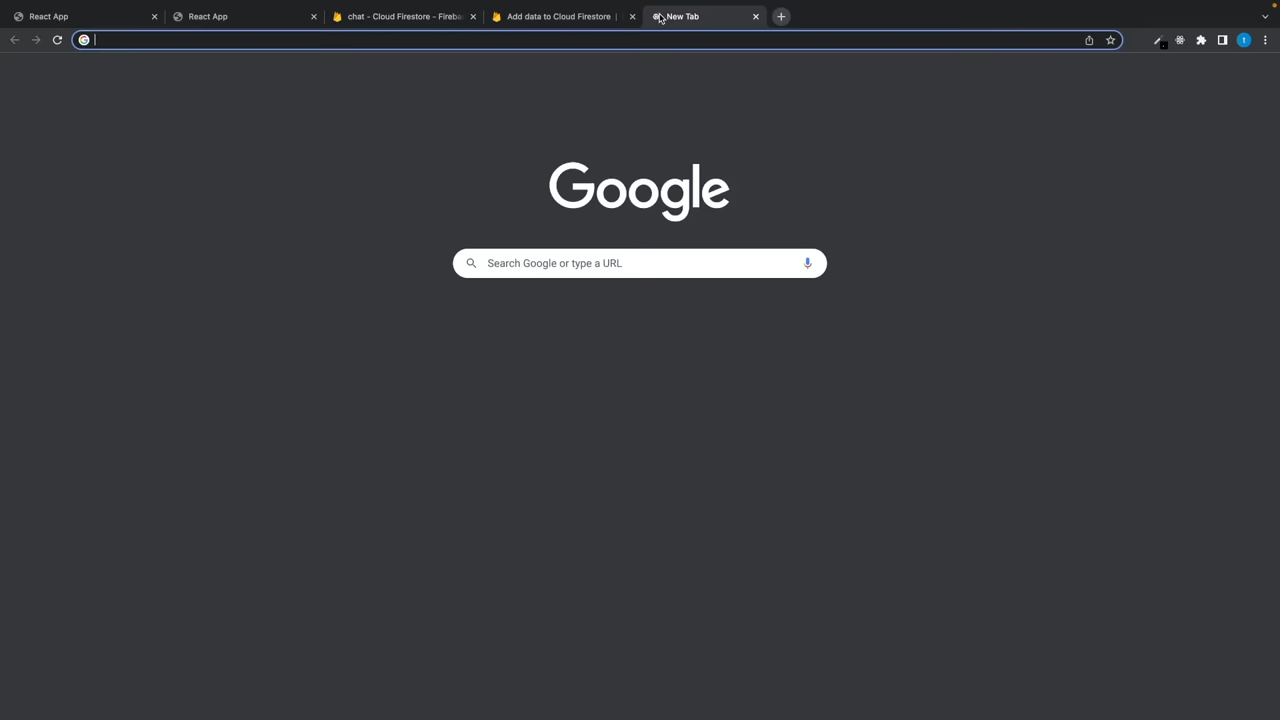 React App
React App
chat - Cloud Firestore - Fireba
Add data to Cloud Firestore |
New Tab
Google
Search Google or type a URL
t